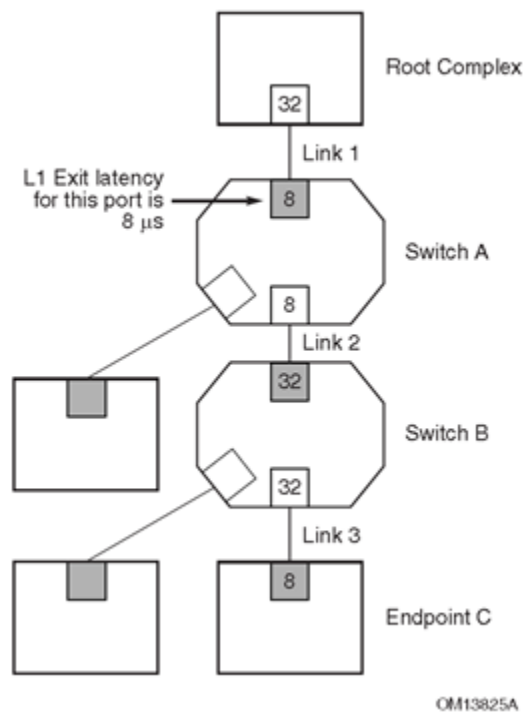 Root Complex
32
Link 1
L1 Exit latency
for this port is
8 μs
8
Switch A
8
Link 2
32
Switch B
32
Link 3
8
Endpoint C
OM13825A